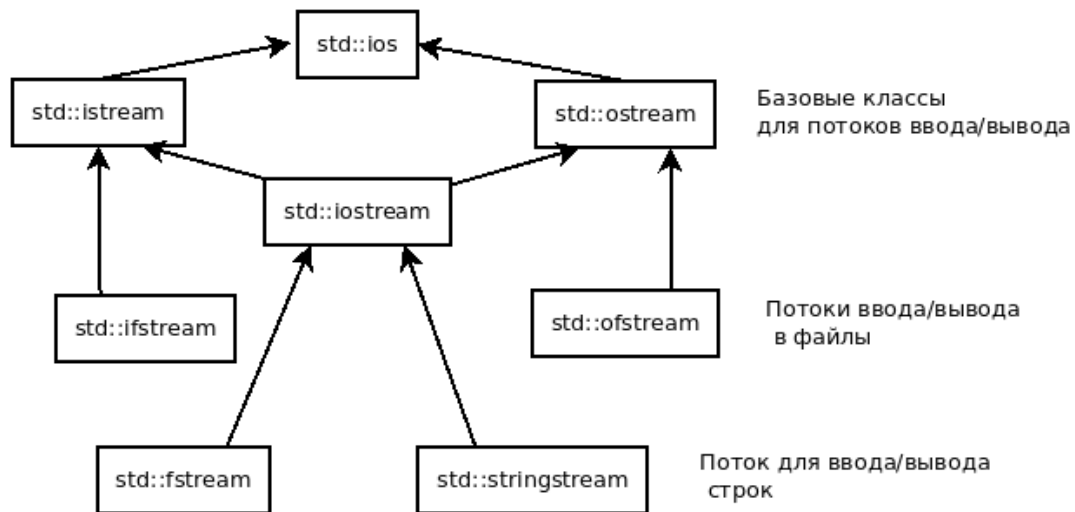 std::ios
std::istream
std::ostream
Базовые классы
для потоков ввода/вывода
std::iostream
std::ifstream
std::ofstream
Потоки ввода/вывода
в файлы
std::fstream
std::stringstream
Поток для ввода/вывода
строк